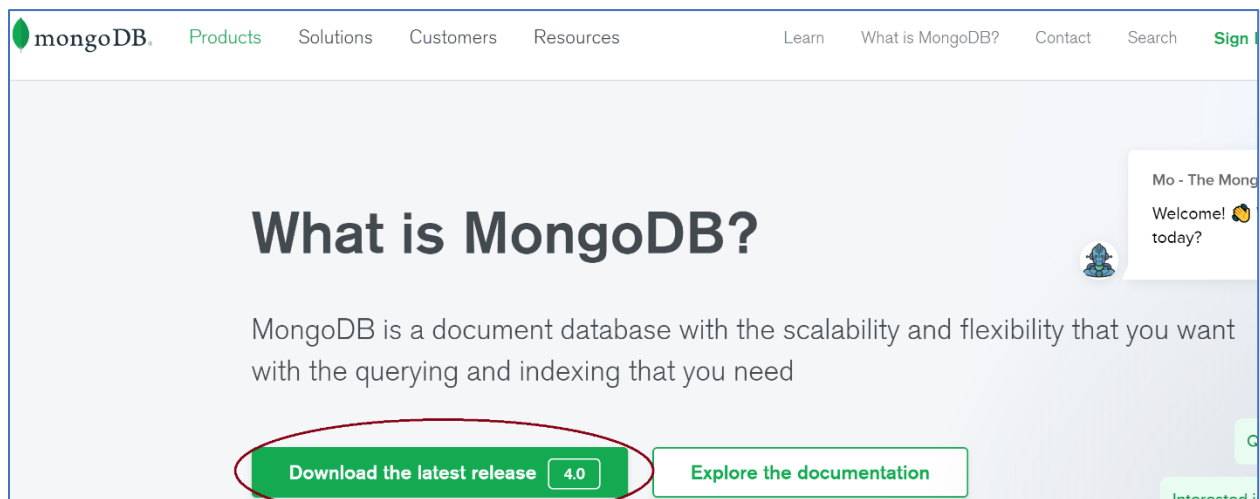 mongoDB.
Products Solutions Customers Resources Learn What is MongoDB? Contact Search Sign
Mo - The Mong
Welcome!
today?
What is MongoDB?
MongoDB is a document database with the scalability and flexibility that you want
with the querying and indexing that you need
Download the latest release 4.0
Explore the documentation
Interested